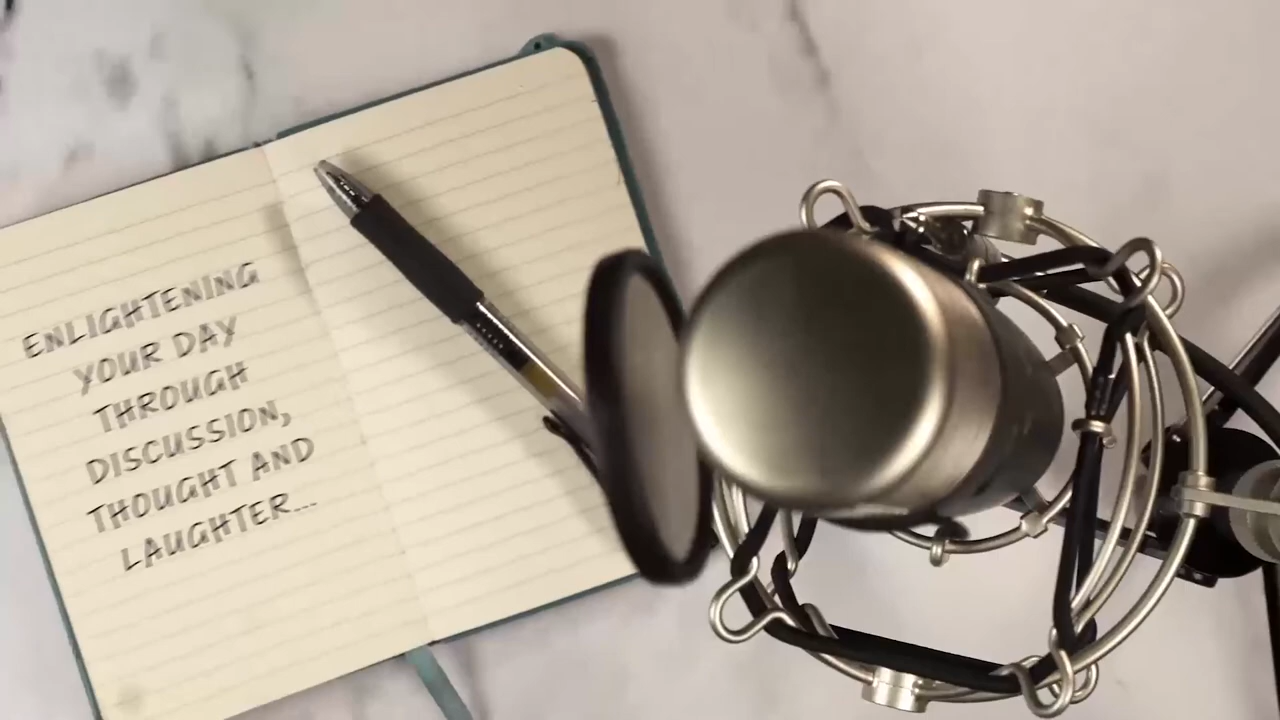 ENLIGHTENING
YOUR DAY
THROUGH
DISCUSSION,
THOUGHT AND
LAUGHTER...